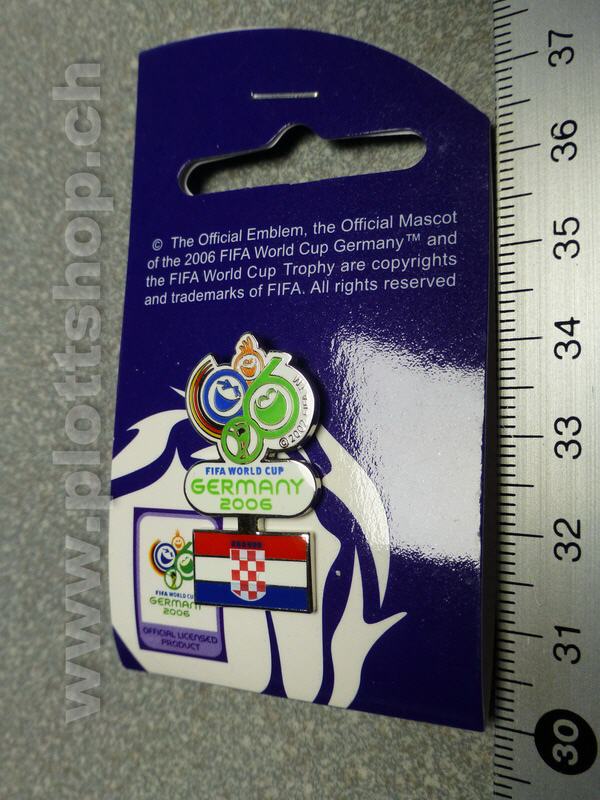 © The Official Emblem, the Official Mascot
of the 2006 FIFA World Cup Germany™ and
the FIFA World Cup Trophy are copyrights
and trademarks of FIFA. All rights reserved
FIFA WORLD CUP
GERMANY
2006
FIFA WORLD CUP
GERMANY
2006
OFFICIAL LICENSED
PRODUCT
37
36
35
34
33
32
31
30
www.plottshop.ch